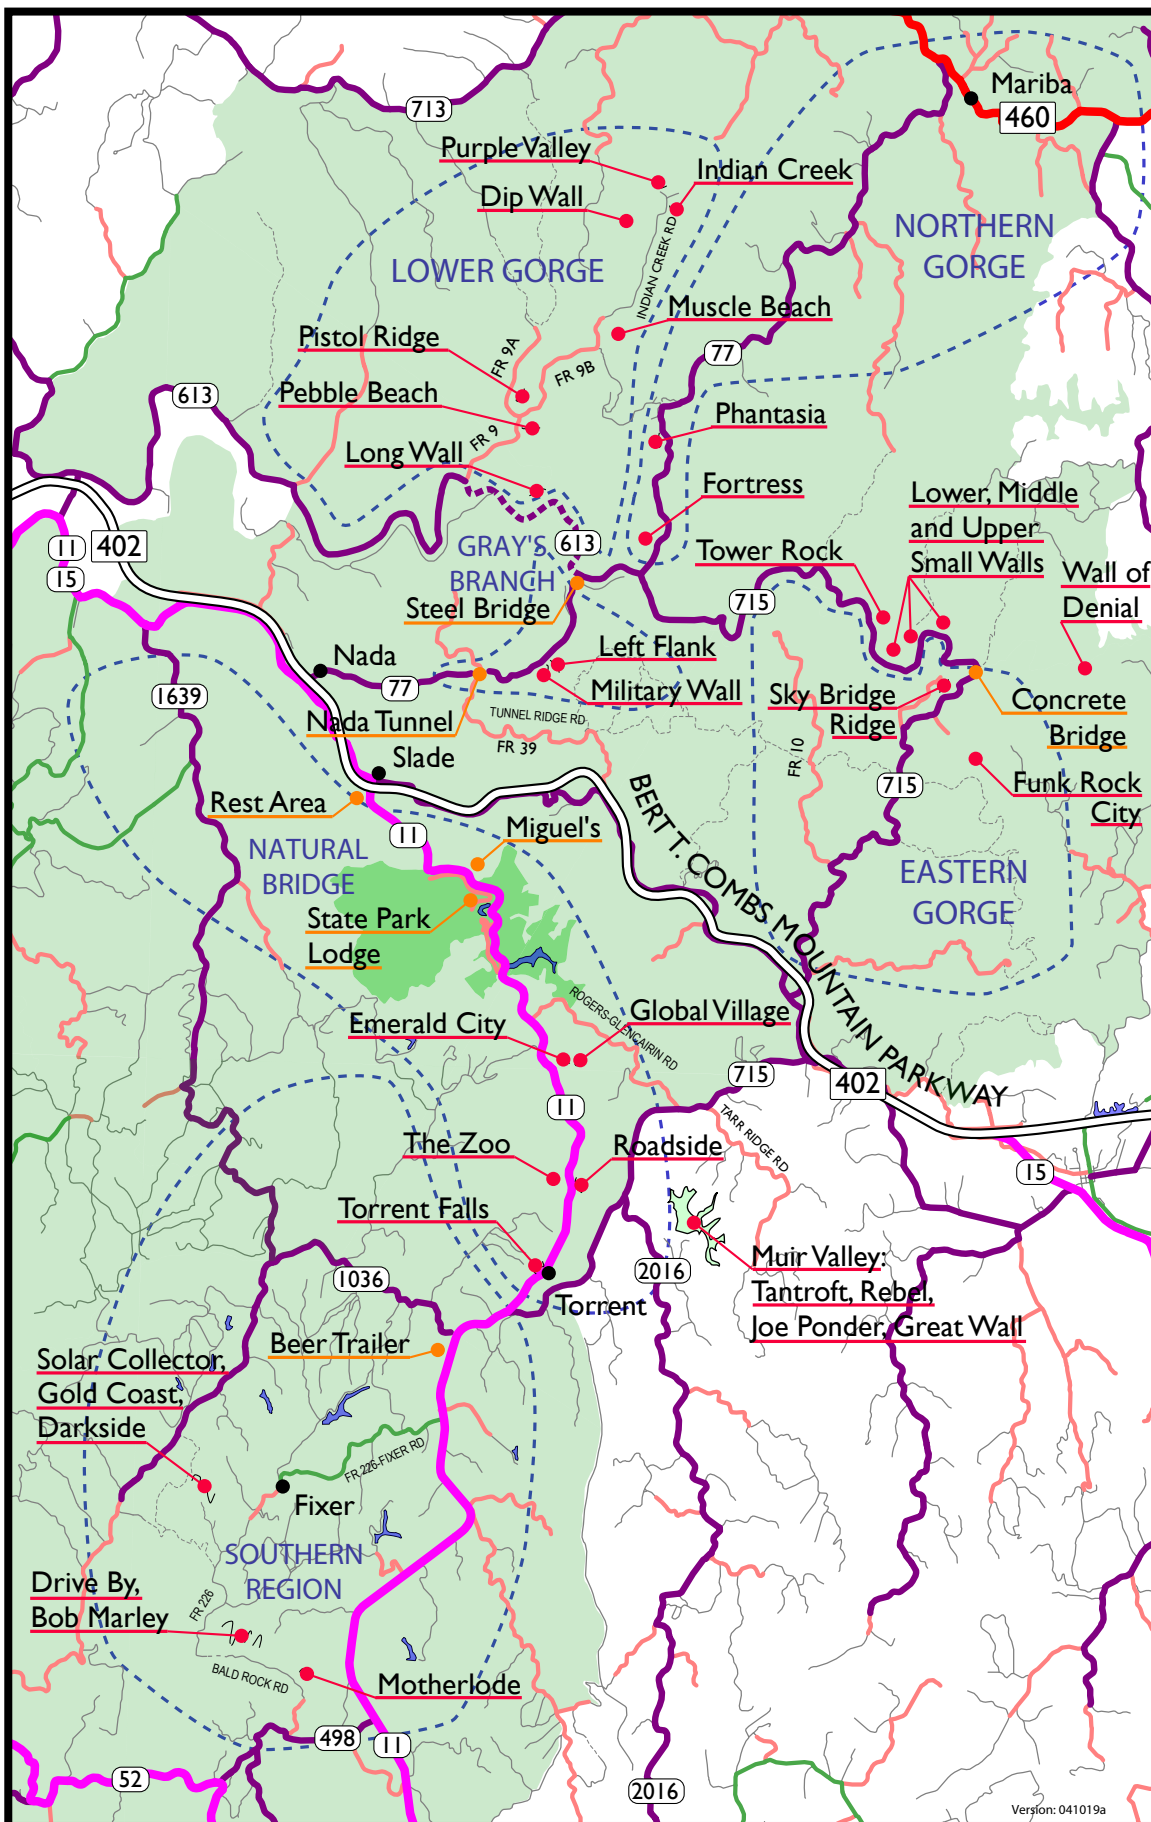 Mariba
460
713
Purple Valley
Indian Creek
Dip Wall
NORTHERN
GORGE
INDIAN CREEK RD
LOWER GORGE
Muscle Beach
Pistol Ridge
FR 9A
77
FR 9B
Pebble Beach
613
Phantasia
FR 9
Long Wall
Fortress
Lower, Middle
and Upper
Small Walls
11
402
15
GRAY'S
BRANCH
613
Tower Rock
Wall of
Denial
Steel Bridge
715
Nada
Left Flank
77
Military Wall
1639
Sky Bridge
Ridge
Concrete
Bridge
Nada Tunnel
TUNNEL RIDGE RD
FR 39
Slade
FR 10
715
Funk Rock
City
Rest Area
BERT T. COMBS MOUNTAIN PARKWAY
11
Miguel's
NATURAL
BRIDGE
EASTERN
GORGE
State Park
Lodge
ROGERS-GLENCAIRIN RD
Emerald City
Global Village
715
402
11
TARR RIDGE RD
The Zoo
Roadside
15
Torrent Falls
1036
2016
Muir Valley:
Tantroft, Rebel,
Joe Ponder, Great Wall
Torrent
Beer Trailer
Solar Collector,
Gold Coast,
Darkside
FR 226-FIXER RD
Fixer
SOUTHERN
REGION
Drive By,
Bob Marley
FR 226
BALD ROCK RD
Motherlode
498
11
52
2016
Version: 041019a